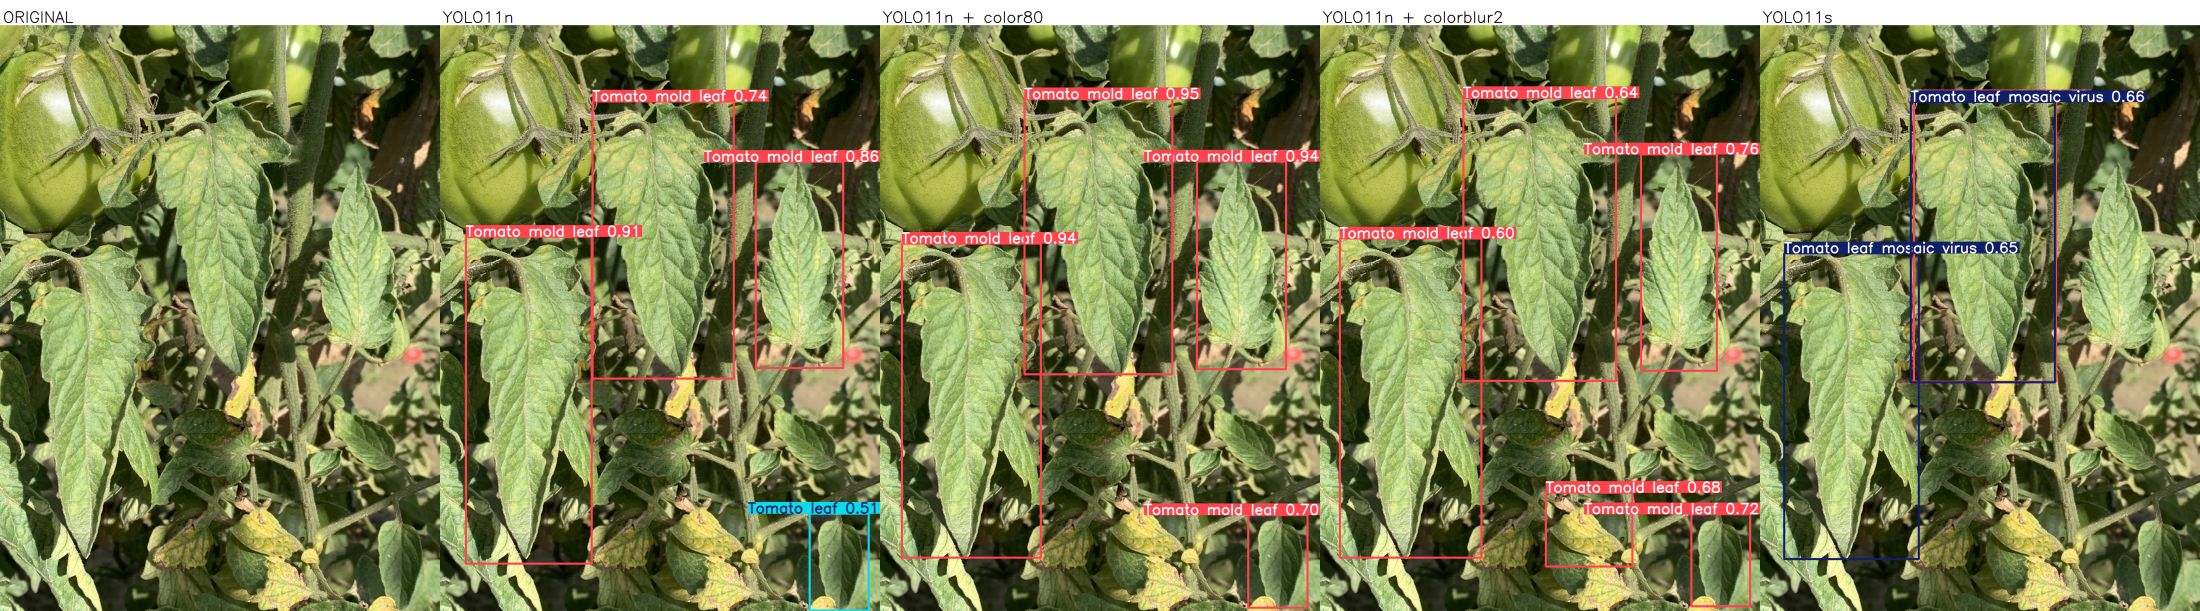 ORIGINAL
YOLO11n
YOLO11n + color80
YOLO11n + colorblur2
YOLO11s
Tomato mold leaf 0.74
Tomato mold leaf 0.86
Tomato mold leaf 0.91
Tomato leaf 0.51
Tomato mold leaf 0.95
Tomato mold leaf 0.94
Tomato mold leaf 0.94
Tomato mold leaf 0.70
Tomato mold leaf 0.64
Tomato mold leaf 0.76
Tomato mold leaf 0.60
Tomato mold leaf 0.68
Tomato mold leaf 0.72
Tomato leaf mosaic virus 0.66
Tomato leaf mosaic virus 0.65